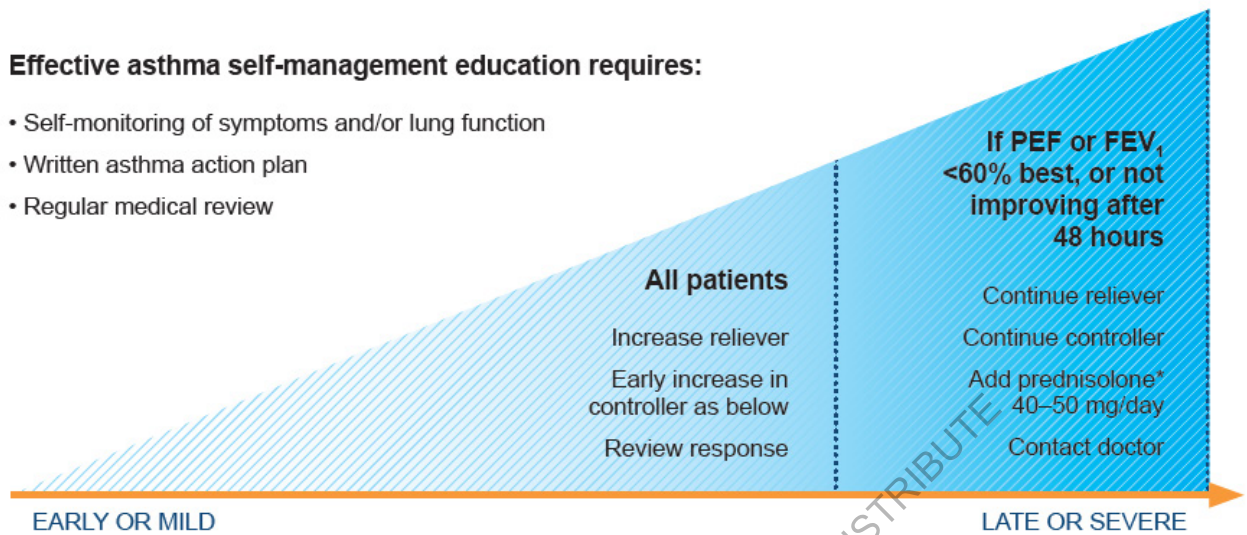 Effective asthma self-management education requires:
• Self-monitoring of symptoms and/or lung function
• Written asthma action plan
• Regular medical review
All patients
Increase reliever
Early increase in
controller as below
Review response
If PEF or FEV₁
<60% best, or not
improving after
48 hours
Continue reliever
Continue controller
Add prednisolone*
40–50 mg/day
Contact doctor
EARLY OR MILD
LATE OR SEVERE